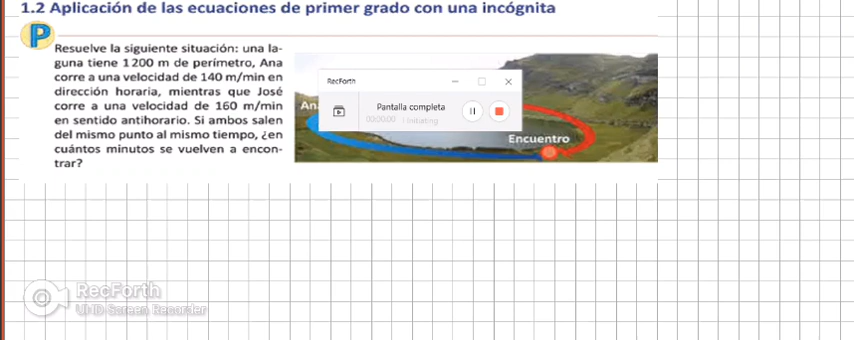 1.2 Aplicación de las ecuaciones de primer grado con una incógnita
P
Resuelve la siguiente situación: una la-
guna tiene 1 200 m de perímetro, Ana
corre a una velocidad de 140 m/min en
dirección horaria, mientras que José
corre a una velocidad de 160 m/min
en sentido antihorario. Si ambos salen
del mismo punto al mismo tiempo, ¿en
cuántos minutos se vuelven a encon-
trar?
RecForth
Pantalla completa
00:00:00
Initiating
An
Encuentro
RecForth
UHD Screen Recorder